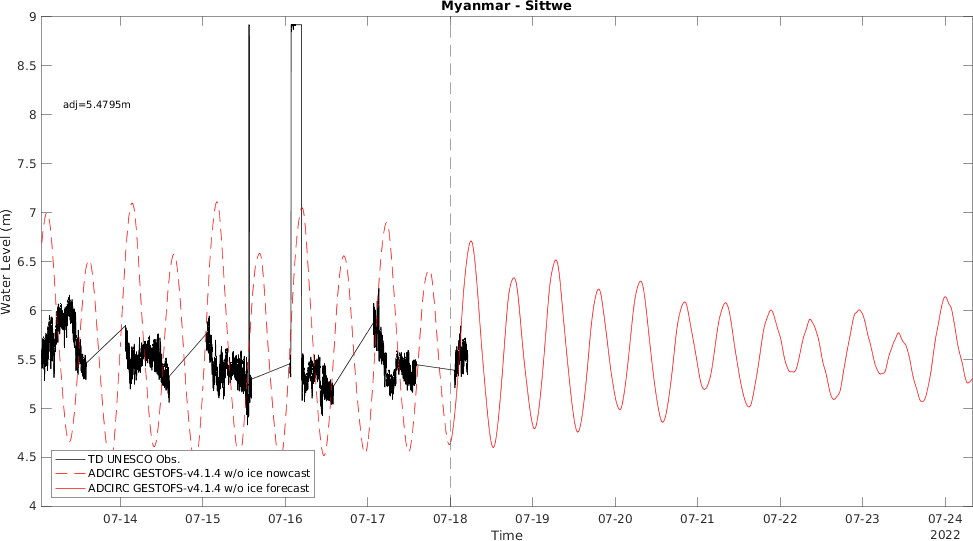 Myanmar - Sittwe
9
8.5
8
7.5
7
6.5
6
5.5
5
4.5
4
Water Level (m)
adj=5.4795m
TD UNESCO Obs.
ADCIRC GESTOFS-v4.1.4 w/o ice nowcast
ADCIRC GESTOFS-v4.1.4 w/o ice forecast
07-14 07-15 07-16 07-17 07-18 07-19 07-20 07-21 07-22 07-23 07-24
2022
Time